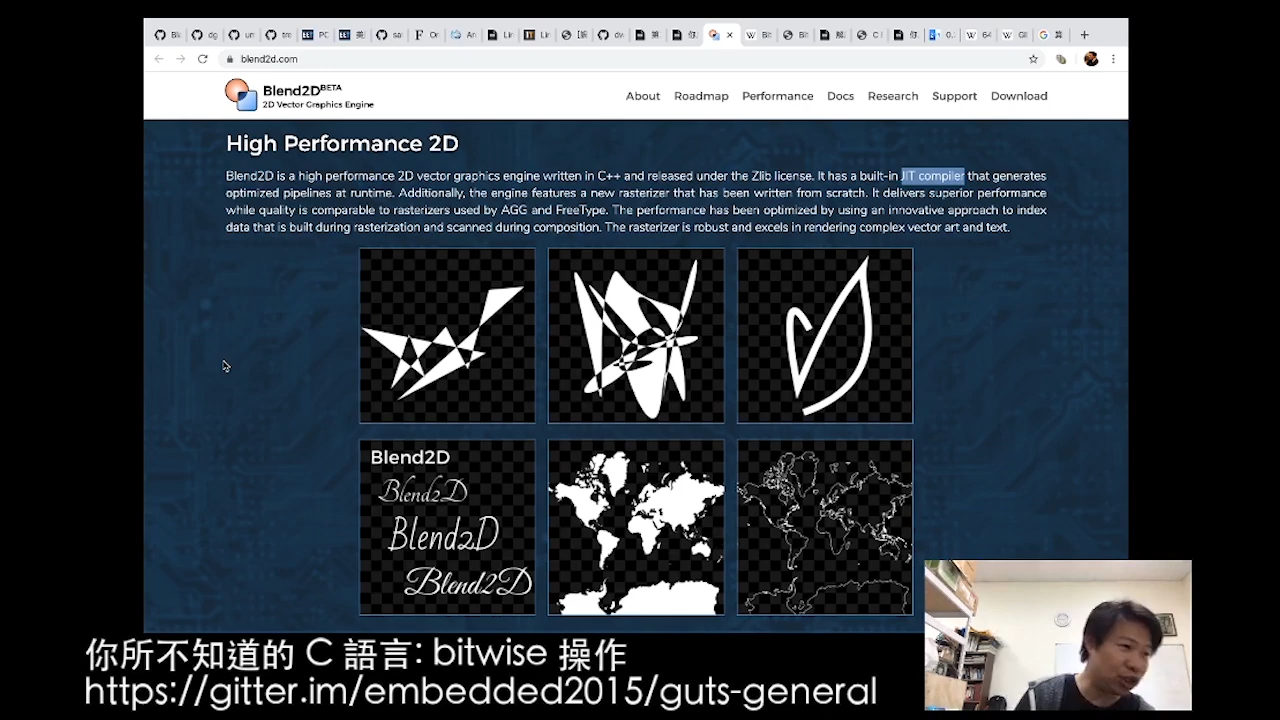 blend2d.com
Blend2DBETA
2D Vector Graphics Engine
About Roadmap Performance Docs Research Support Download
High Performance 2D
Blend2D is a high performance 2D vector graphics engine written in C++ and released under the Zlib license. It has a built-in JIT compiler that generates
optimized pipelines at runtime. Additionally, the engine features a new rasterizer that has been written from scratch. It delivers superior performance
while quality is comparable to rasterizers used by AGG and FreeType. The performance has been optimized by using an innovative approach to index
data that is built during rasterization and scanned during composition. The rasterizer is robust and excels in rendering complex vector art and text.
Blend2D
Blend2D
Blend2D
Blend2D
你所不知道的 C 語言: bitwise 操作
https://gitter.im/embedded2015/guts-general